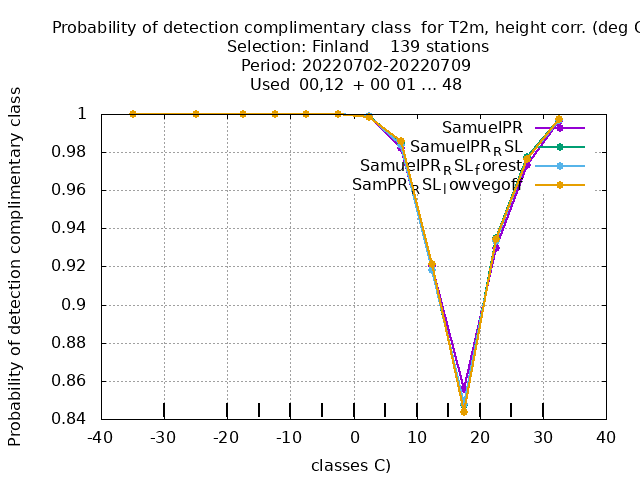 Probability of detection complimentary class for T2m, height corr. (deg
Selection: Finland 139 stations
Period: 20220702-20220709
Used 00,12 + 00 01 ... 48
Probability of detection complimentary class
1
0.98
0.96
0.94
0.92
0.9
0.88
0.86
0.84
SamuelPR
SamuelPR_RSL
SamuelPR_RSL_forest
SamPR_RSL_lowvegoff
-40 -30 -20 -10 0 10 20 30 40
classes C)